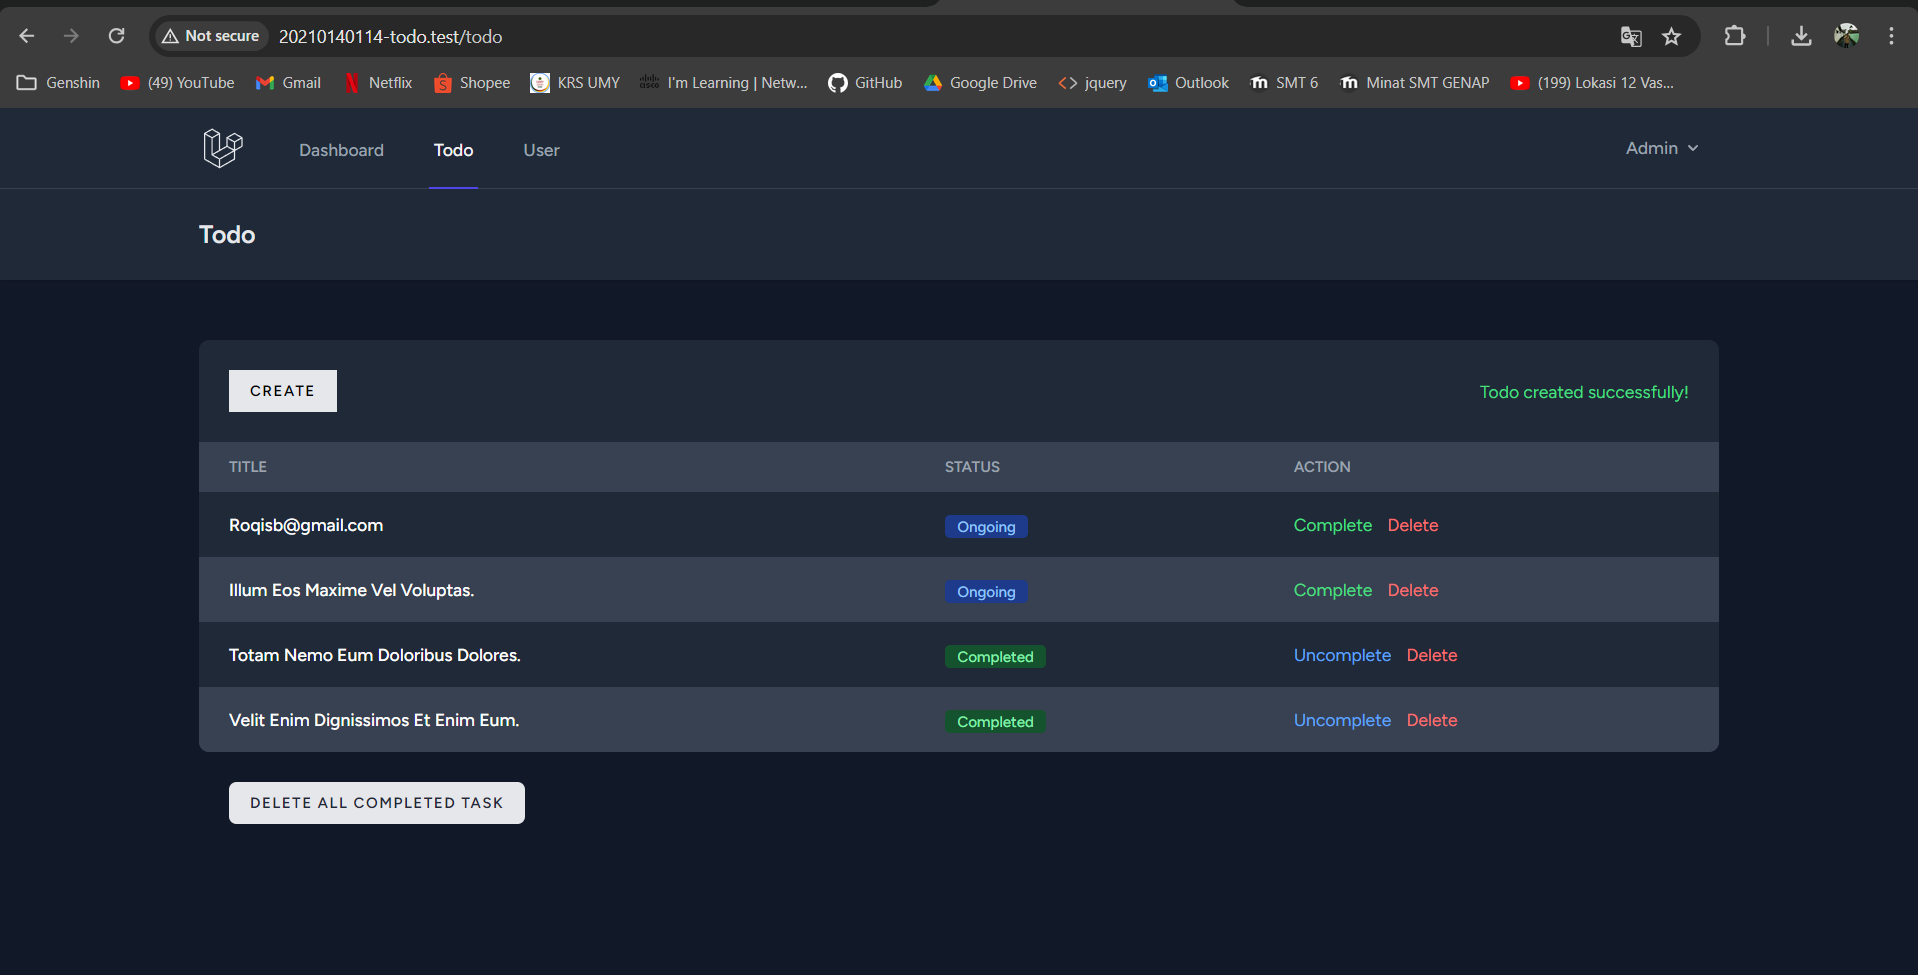 Not secure 20210140114-todo.test/todo
Genshin (49) YouTube Gmail Netflix Shopee KRS UMY I'm Learning | Netw... GitHub Google Drive jquery Outlook SMT 6 Minat SMT GENAP (199) Lokasi 12 Vas...
Dashboard Todo User Admin
Todo
CREATE Todo created successfully!
TITLE STATUS ACTION
Roqisb@gmail.com Ongoing Complete Delete
Illum Eos Maxime Vel Voluptas. Ongoing Complete Delete
Totam Nemo Eum Doloribus Dolores. Completed Uncomplete Delete
Velit Enim Dignissimos Et Enim Eum. Completed Uncomplete Delete
DELETE ALL COMPLETED TASK